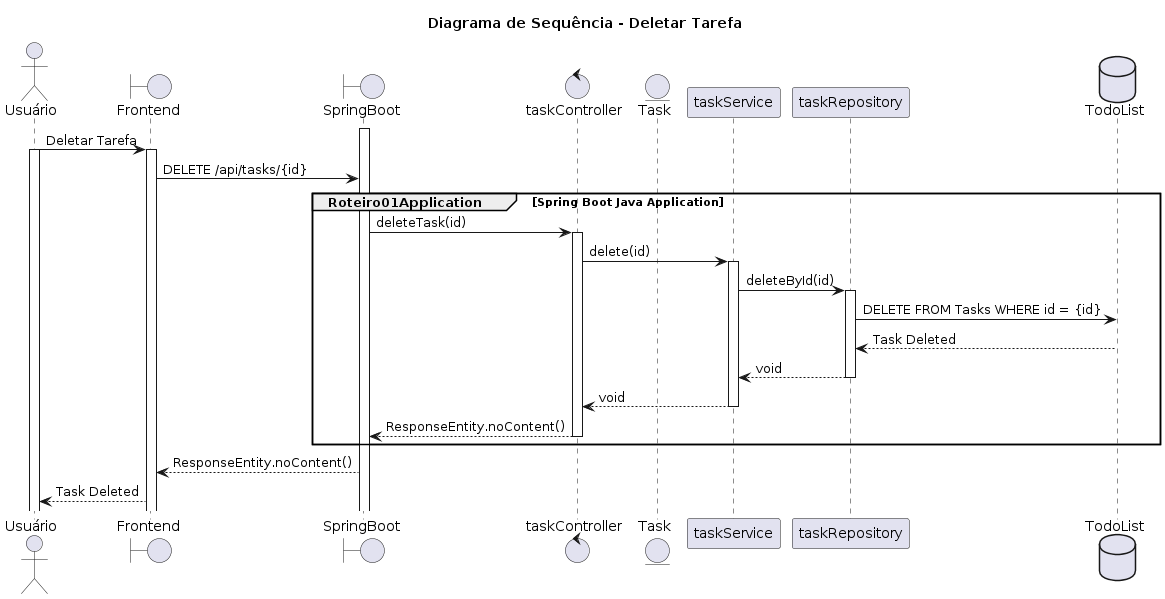 Diagrama de Sequência - Deletar Tarefa
Usuário
Frontend
SpringBoot
taskController
Task
taskService
taskRepository
TodoList
Deletar Tarefa
DELETE /api/tasks/{id}
Roteiro01Application
[Spring Boot Java Application]
deleteTask(id)
delete(id)
deleteById(id)
DELETE FROM Tasks WHERE id = {id}
Task Deleted
void
void
ResponseEntity.noContent()
ResponseEntity.noContent()
Task Deleted
Usuário
Frontend
SpringBoot
taskController
Task
taskService
taskRepository
TodoList